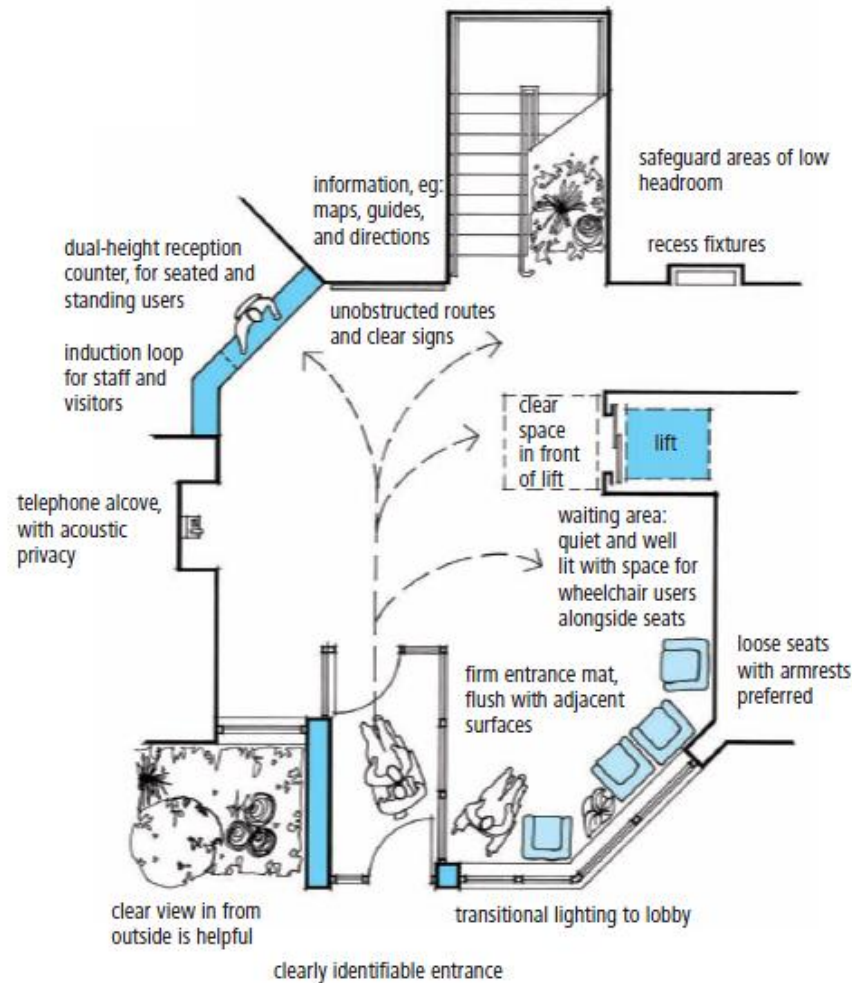 safeguard areas of low
headroom
information, eg:
maps, guides,
and directions
recess fixtures
dual-height reception
counter, for seated and
standing users
unobstructed routes
and clear signs
induction loop
for staff and
visitors
clear
space
in front
of lift
lift
telephone alcove,
with acoustic
privacy
waiting area:
quiet and well
lit with space for
wheelchair users
alongside seats
loose seats
with armrests
preferred
firm entrance mat,
flush with adjacent
surfaces
clear view in from
outside is helpful
transitional lighting to lobby
clearly identifiable entrance